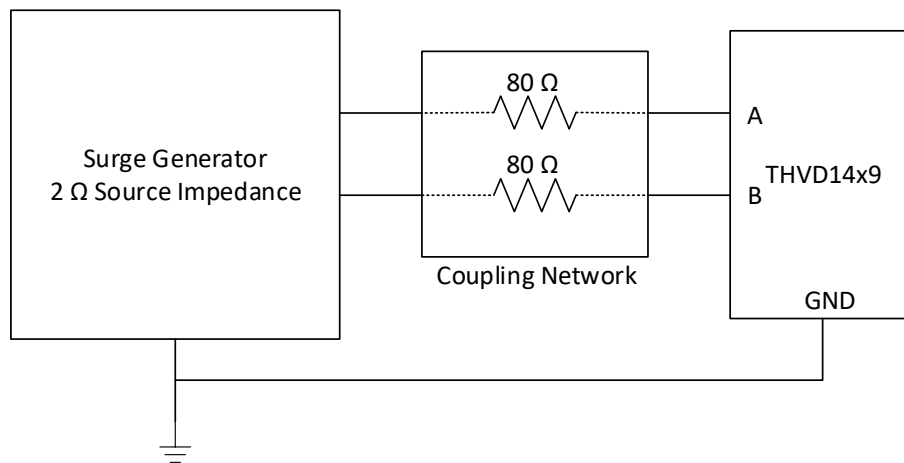 80 Ω
A
Surge Generator
2 Ω Source Impedance
80 Ω
THVD14x9
B
Coupling Network
GND